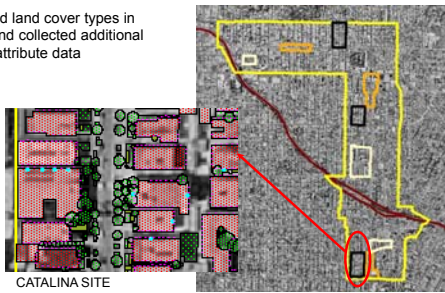 d land cover types in
nd collected additional
attribute data
CATALINA SITE